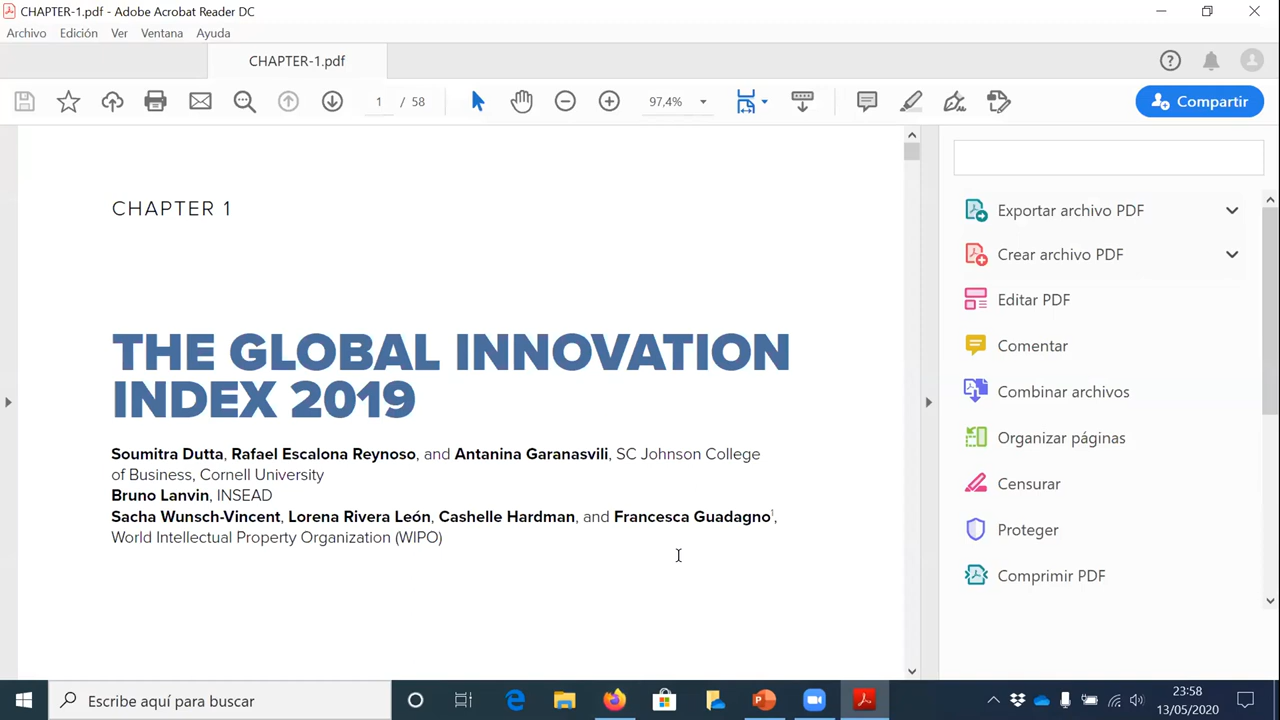 CHAPTER-1.pdf - Adobe Acrobat Reader DC
Archivo Edición Ver Ventana Ayuda
CHAPTER-1.pdf
1 / 58
97,4%
Compartir
CHAPTER 1
THE GLOBAL INNOVATION
INDEX 2019
Soumitra Dutta, Rafael Escalona Reynoso, and Antanina Garanasvili, SC Johnson College
of Business, Cornell University
Bruno Lanvin, INSEAD
Sacha Wunsch-Vincent, Lorena Rivera León, Cashelle Hardman, and Francesca Guadagno1,
World Intellectual Property Organization (WIPO)
Exportar archivo PDF
Crear archivo PDF
Editar PDF
Comentar
Combinar archivos
Organizar páginas
Censurar
Proteger
Comprimir PDF
Escribe aquí para buscar
23:58
13/05/2020